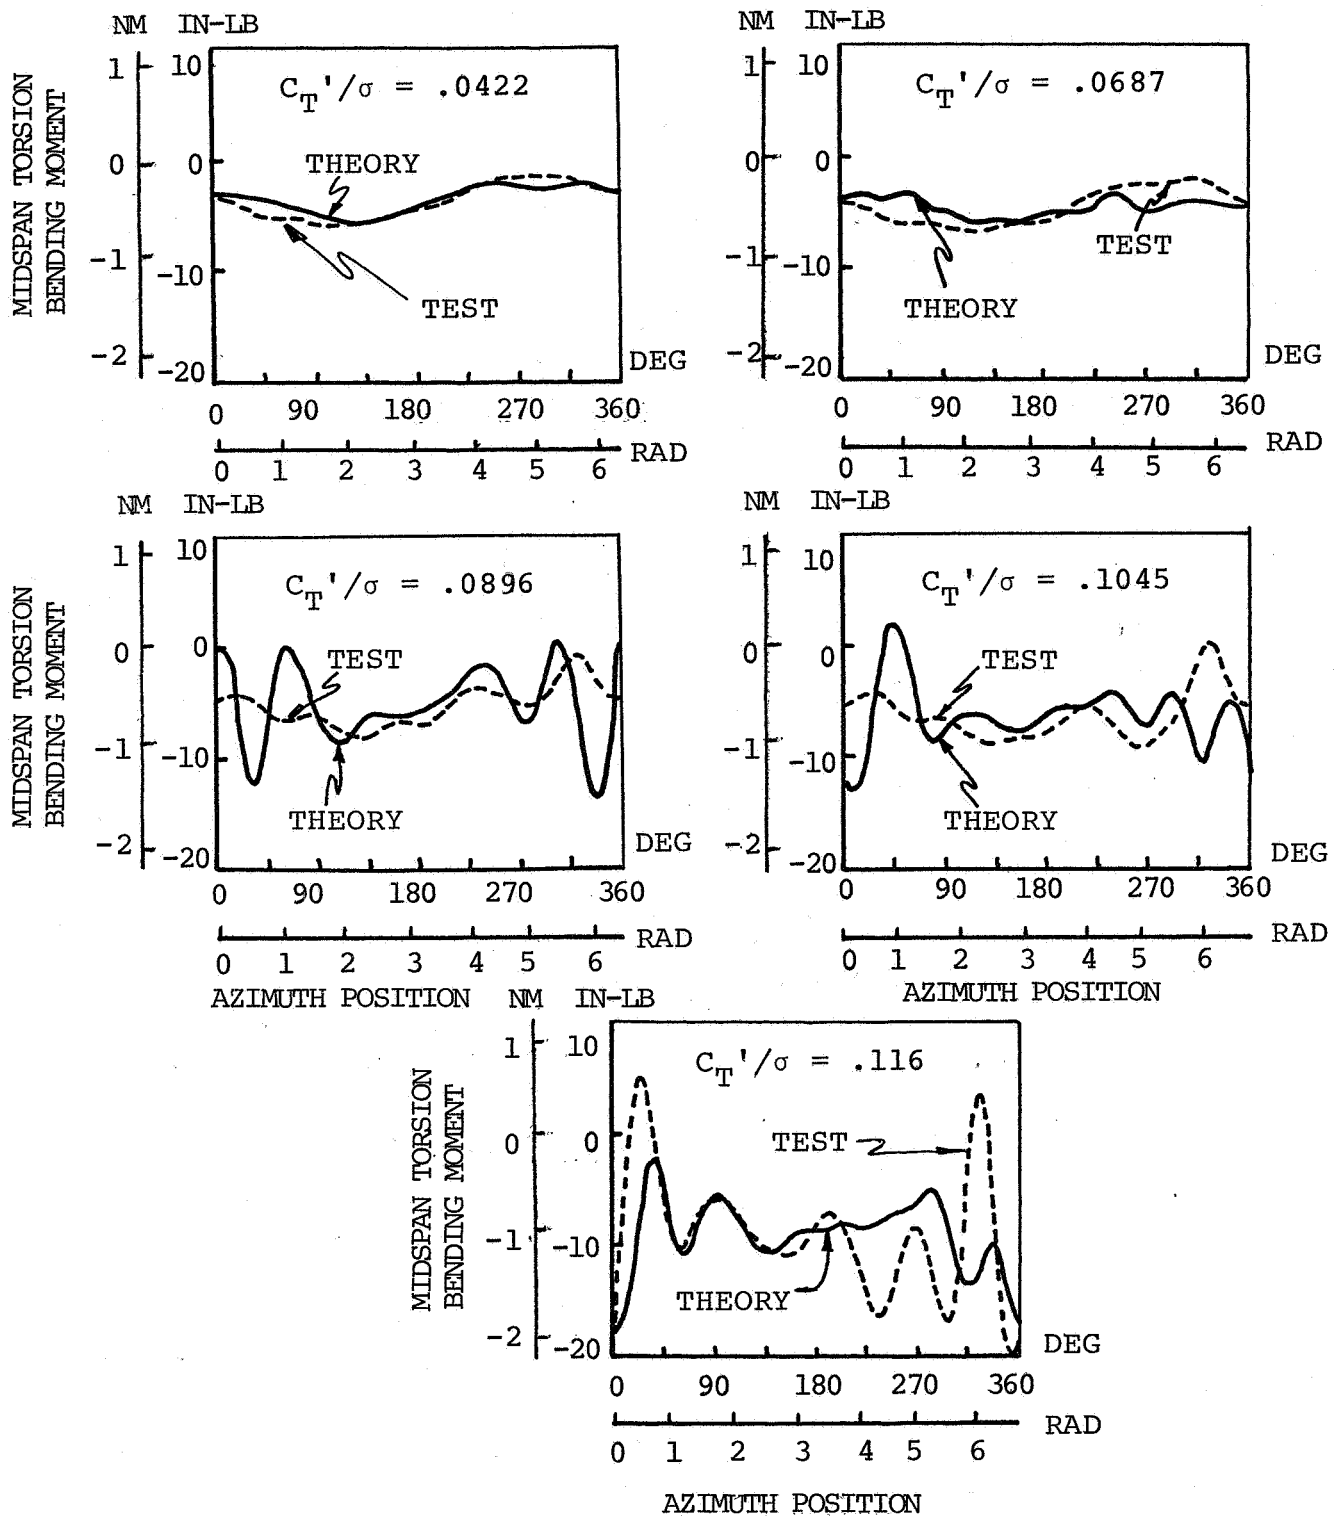 NM IN-LB
MIDSPAN TORSION
BENDING MOMENT
1 10
0 0
-1 -10
-2 -20
C_T'/σ = .0422
THEORY
TEST
DEG
0 90 180 270 360
RAD
0 1 2 3 4 5 6
NM IN-LB
1 10
0 0
-1 -10
-2 -20
C_T'/σ = .0687
TEST
THEORY
DEG
0 90 180 270 360
RAD
0 1 2 3 4 5 6
NM IN-LB
MIDSPAN TORSION
BENDING MOMENT
1 10
0 0
-1 -10
-2 -20
C_T'/σ = .0896
TEST
THEORY
DEG
0 90 180 270 360
RAD
0 1 2 3 4 5 6
AZIMUTH POSITION
NM IN-LB
1 10
0 0
-1 -10
-2 -20
C_T'/σ = .1045
TEST
THEORY
DEG
0 90 180 270 360
RAD
0 1 2 3 4 5 6
AZIMUTH POSITION
NM IN-LB
MIDSPAN TORSION
BENDING MOMENT
1 10
0 0
-1 -10
-2 -20
C_T'/σ = .116
TEST
THEORY
DEG
0 90 180 270 360
RAD
0 1 2 3 4 5 6
AZIMUTH POSITION